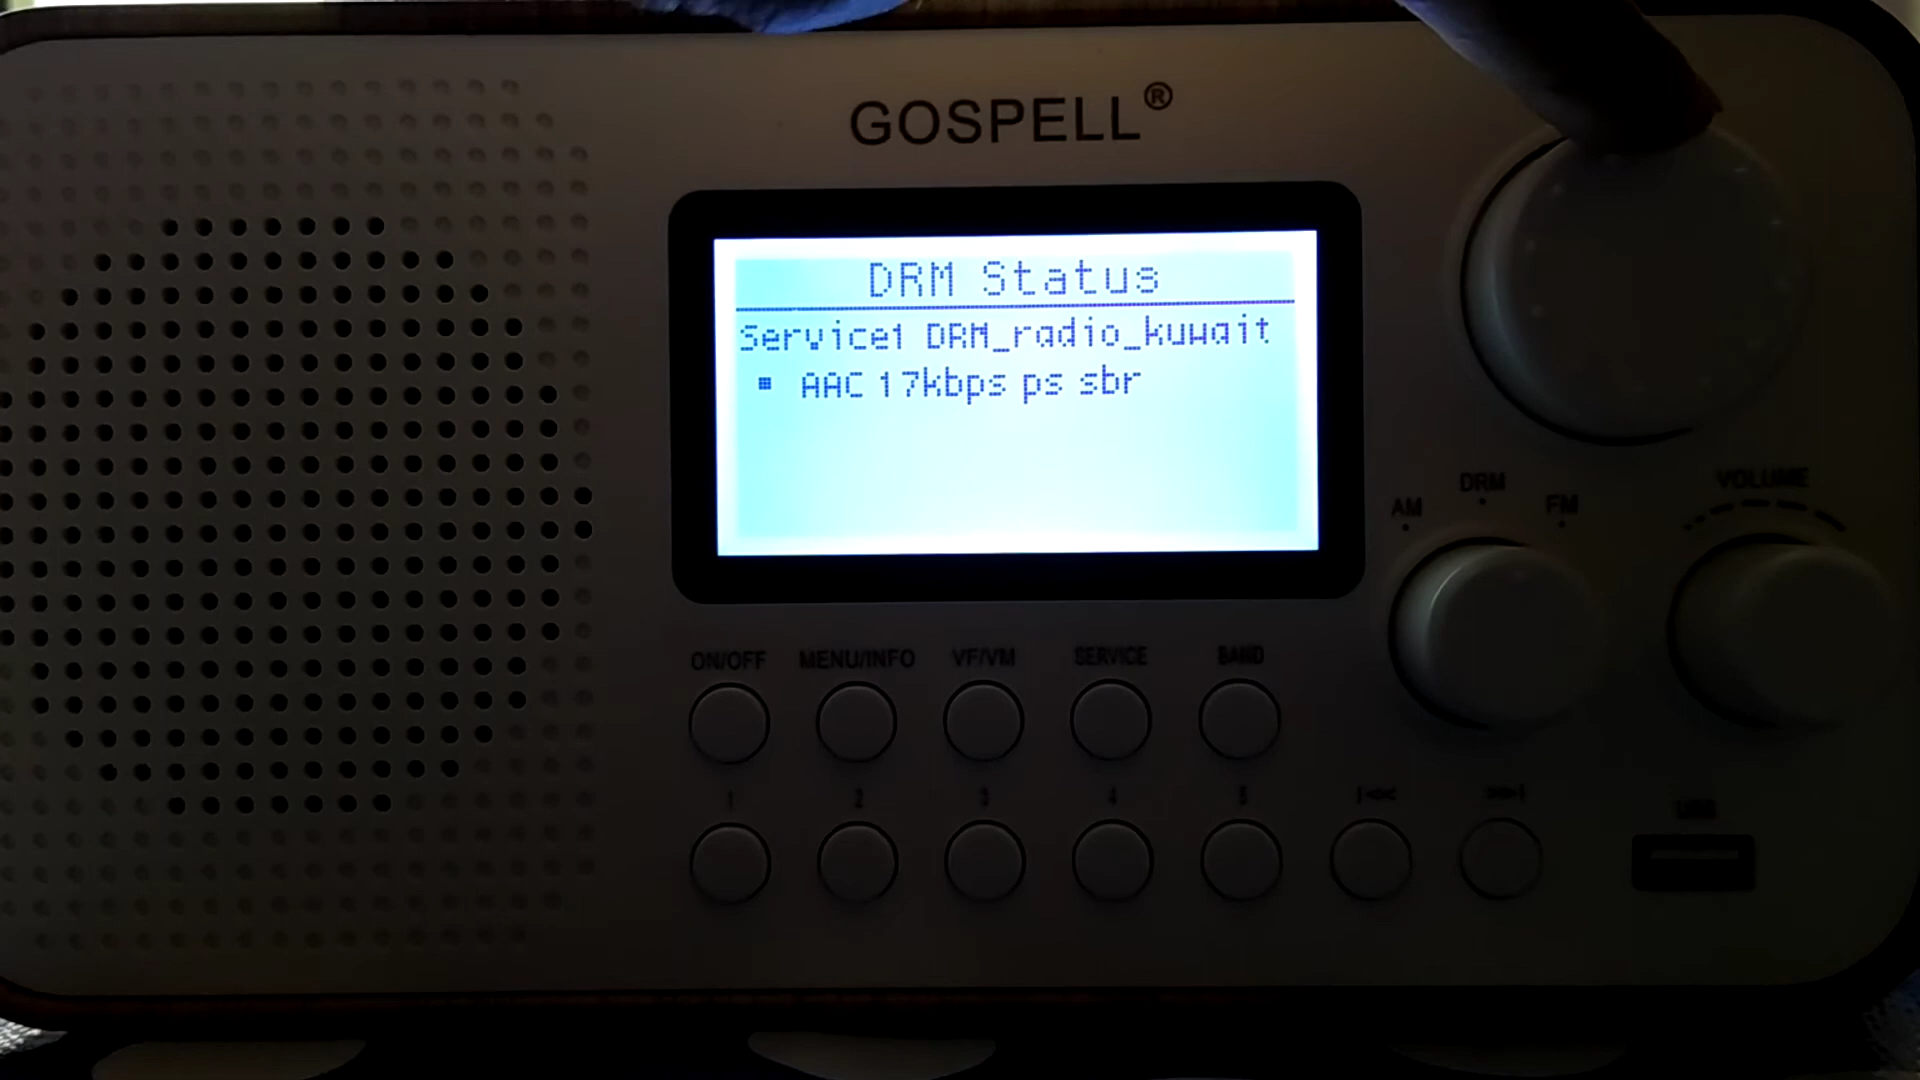 GOSPELL®
DRM Status
Service1 DRM_radio_kuwait
▪ AAC 17kbps ps sbr
AM DRM FM
VOLUME
ON/OFF MENU/INFO VF/VM SERVICE BAND
1 2 3 4 5 |<< >>|
USB